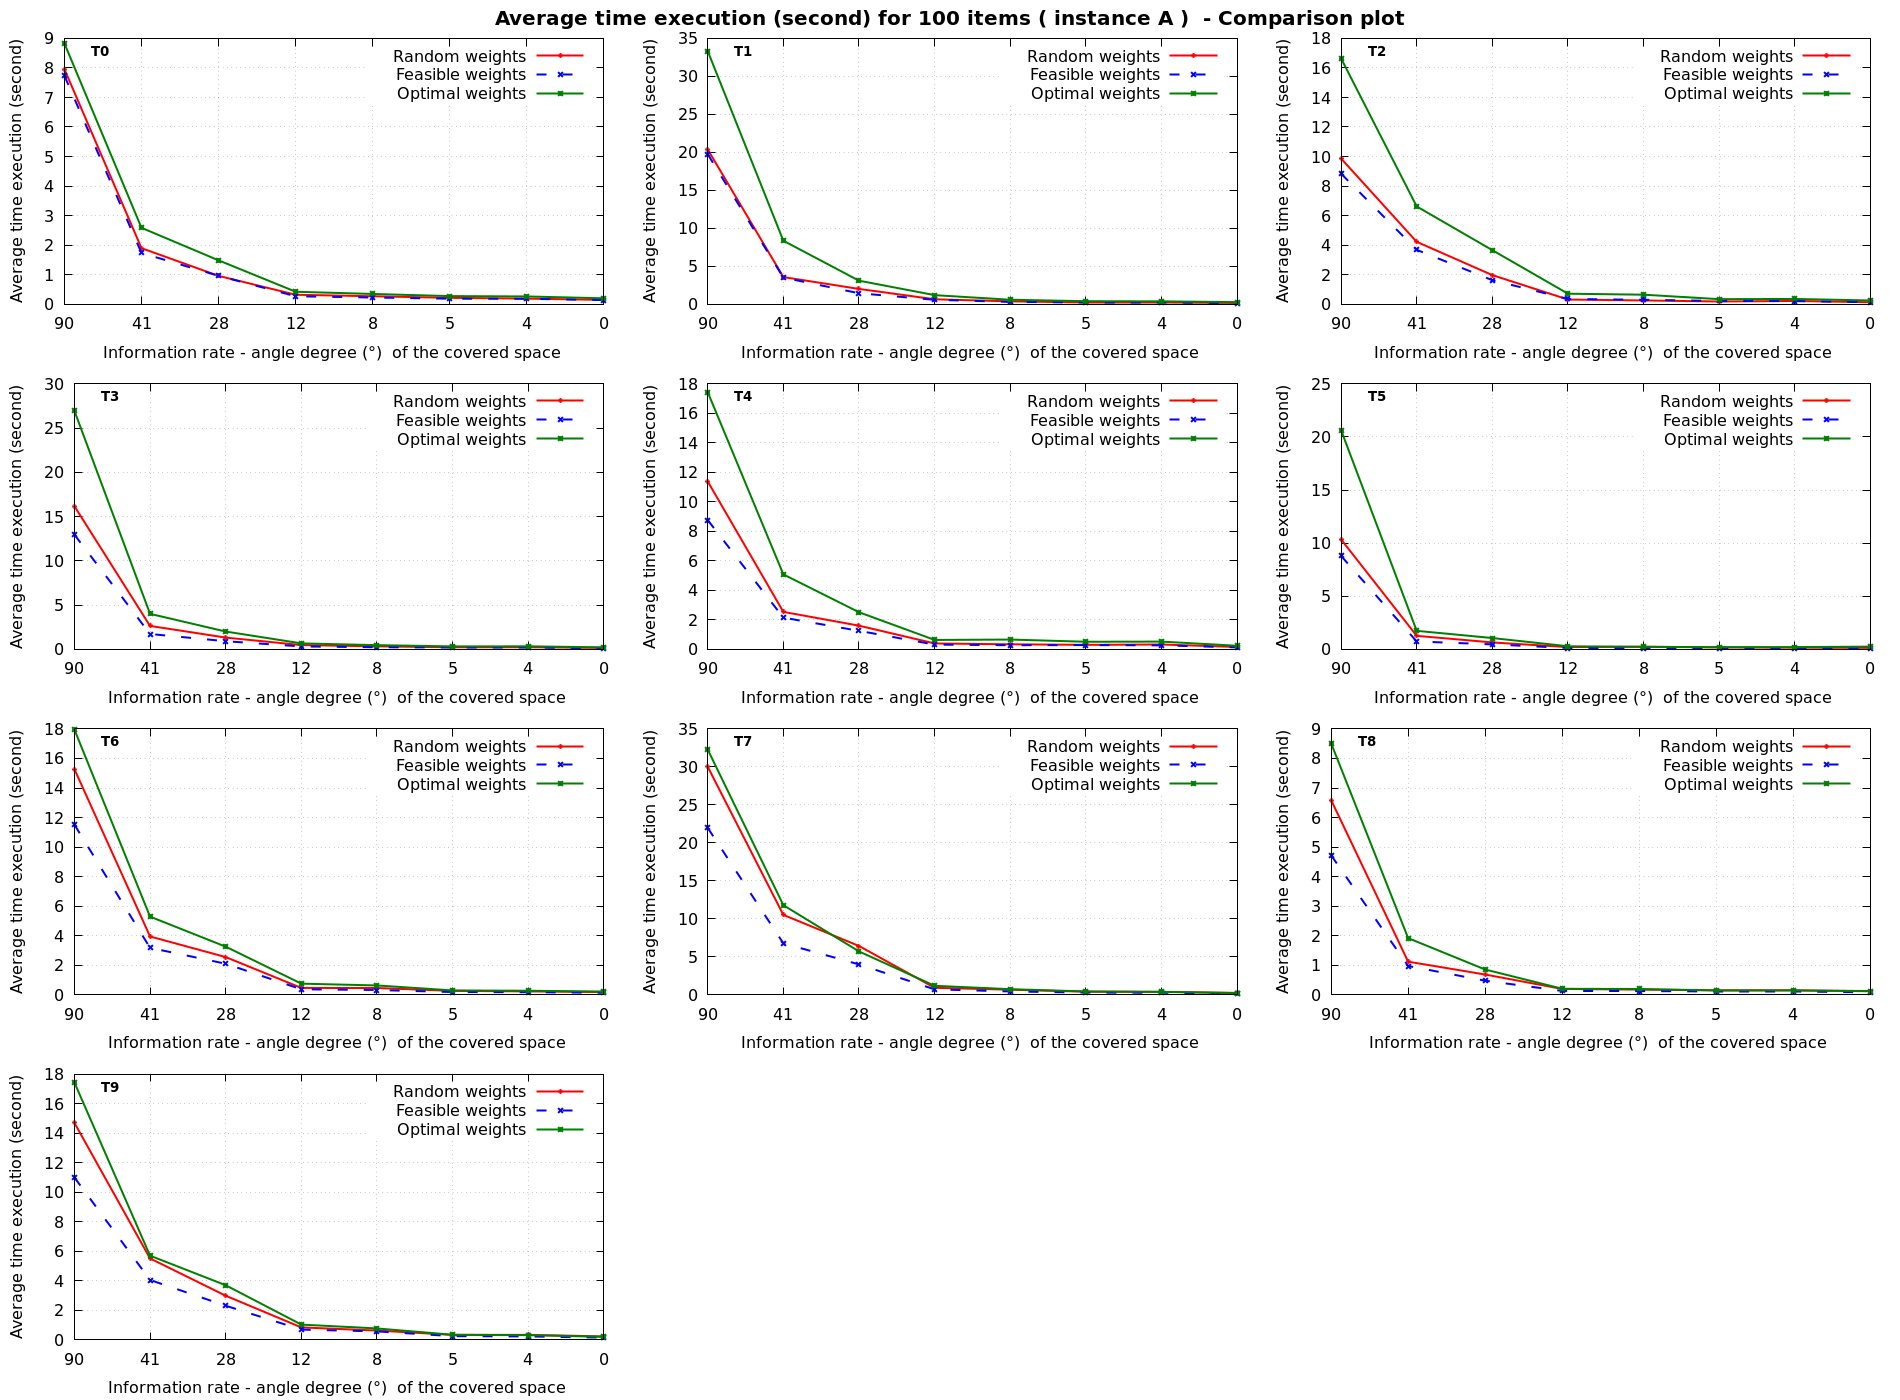 Average time execution (second) for 100 items ( instance A )  - Comparison plot
T0
Random weights
Feasible weights
Optimal weights
Average time execution (second)
9
8
7
6
5
4
3
2
1
0
90 41 28 12 8 5 4 0
Information rate - angle degree (°)  of the covered space
T1
Random weights
Feasible weights
Optimal weights
Average time execution (second)
35
30
25
20
15
10
5
0
90 41 28 12 8 5 4 0
Information rate - angle degree (°)  of the covered space
T2
Random weights
Feasible weights
Optimal weights
Average time execution (second)
18
16
14
12
10
8
6
4
2
0
90 41 28 12 8 5 4 0
Information rate - angle degree (°)  of the covered space
T3
Random weights
Feasible weights
Optimal weights
Average time execution (second)
30
25
20
15
10
5
0
90 41 28 12 8 5 4 0
Information rate - angle degree (°)  of the covered space
T4
Random weights
Feasible weights
Optimal weights
Average time execution (second)
18
16
14
12
10
8
6
4
2
0
90 41 28 12 8 5 4 0
Information rate - angle degree (°)  of the covered space
T5
Random weights
Feasible weights
Optimal weights
Average time execution (second)
25
20
15
10
5
0
90 41 28 12 8 5 4 0
Information rate - angle degree (°)  of the covered space
T6
Random weights
Feasible weights
Optimal weights
Average time execution (second)
18
16
14
12
10
8
6
4
2
0
90 41 28 12 8 5 4 0
Information rate - angle degree (°)  of the covered space
T7
Random weights
Feasible weights
Optimal weights
Average time execution (second)
35
30
25
20
15
10
5
0
90 41 28 12 8 5 4 0
Information rate - angle degree (°)  of the covered space
T8
Random weights
Feasible weights
Optimal weights
Average time execution (second)
9
8
7
6
5
4
3
2
1
0
90 41 28 12 8 5 4 0
Information rate - angle degree (°)  of the covered space
T9
Random weights
Feasible weights
Optimal weights
Average time execution (second)
18
16
14
12
10
8
6
4
2
0
90 41 28 12 8 5 4 0
Information rate - angle degree (°)  of the covered space